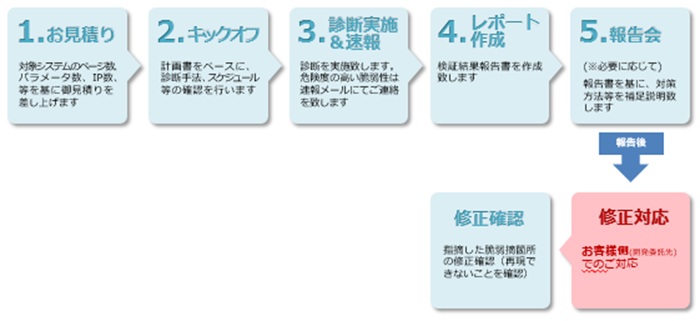 1.お見積り
対象システムのページ数、
パラメータ数、IP数、
等を基に御見積りを
差し上げます
2.キックオフ
計画書をベースに、
診断手法、スケジュール
等の確認を行います
3.診断実施
&速報
診断を実施致します。
危険度の高い脆弱性は
速報メールにてご連絡
を致します
4.レポート
作成
検証結果報告書を作成
致します
5.報告会
(※必要に応じて)
報告書を基に、対策
方法等を補足説明致
します
報告後
修正対応
お客様側(開発委託先)
でのご対応
修正確認
指摘した脆弱摘箇所
の修正確認（再現で
きないことを確認）